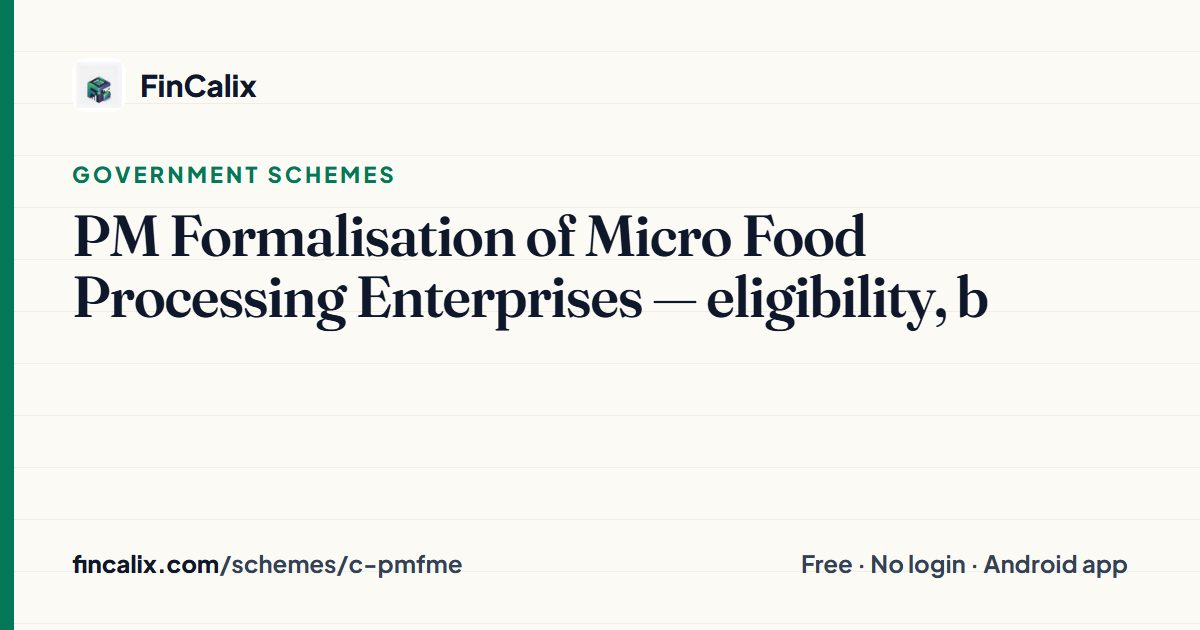 FinCalix
GOVERNMENT SCHEMES
PM Formalisation of Micro Food
Processing Enterprises — eligibility, b
fincalix.com/schemes/c-pmfme
Free · No login · Android app